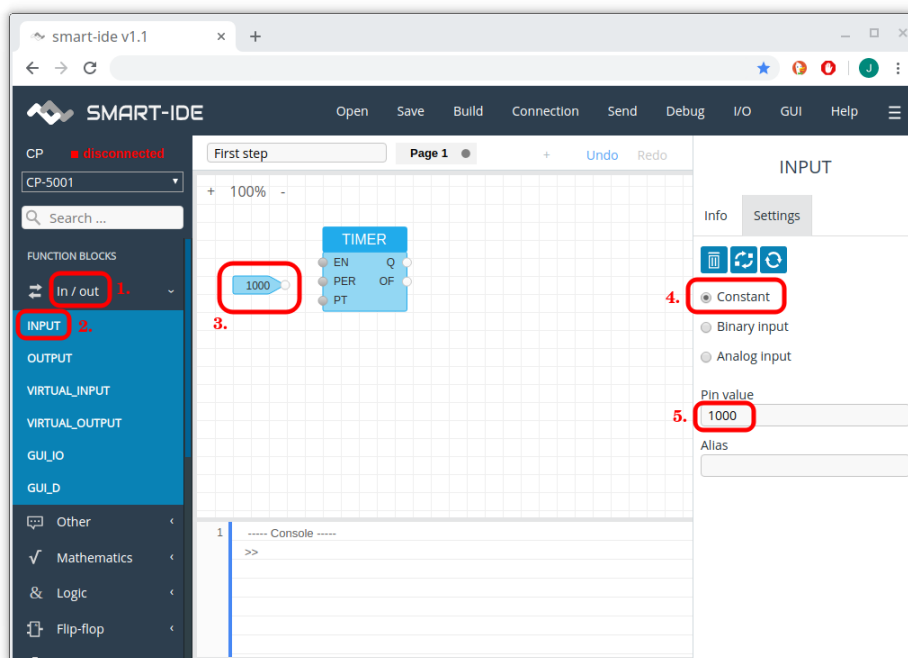 smart-ide v1.1 × +
J
SMART-IDE Open Save Build Connection Send Debug I/O GUI Help
CP disconnected
CP-5001
Search ...
FUNCTION BLOCKS
In / out 1.
INPUT 2.
OUTPUT
VIRTUAL_INPUT
VIRTUAL_OUTPUT
GUI_IO
GUI_D
Other
Mathematics
& Logic
Flip-flop
First step Page 1 + Undo Redo
+ 100% -
TIMER
EN Q
1000 PER OF
PT
3.
1 ----- Console -----
>>
INPUT
Info Settings
4. Constant
Binary input
Analog input
Pin value
5. 1000
Alias